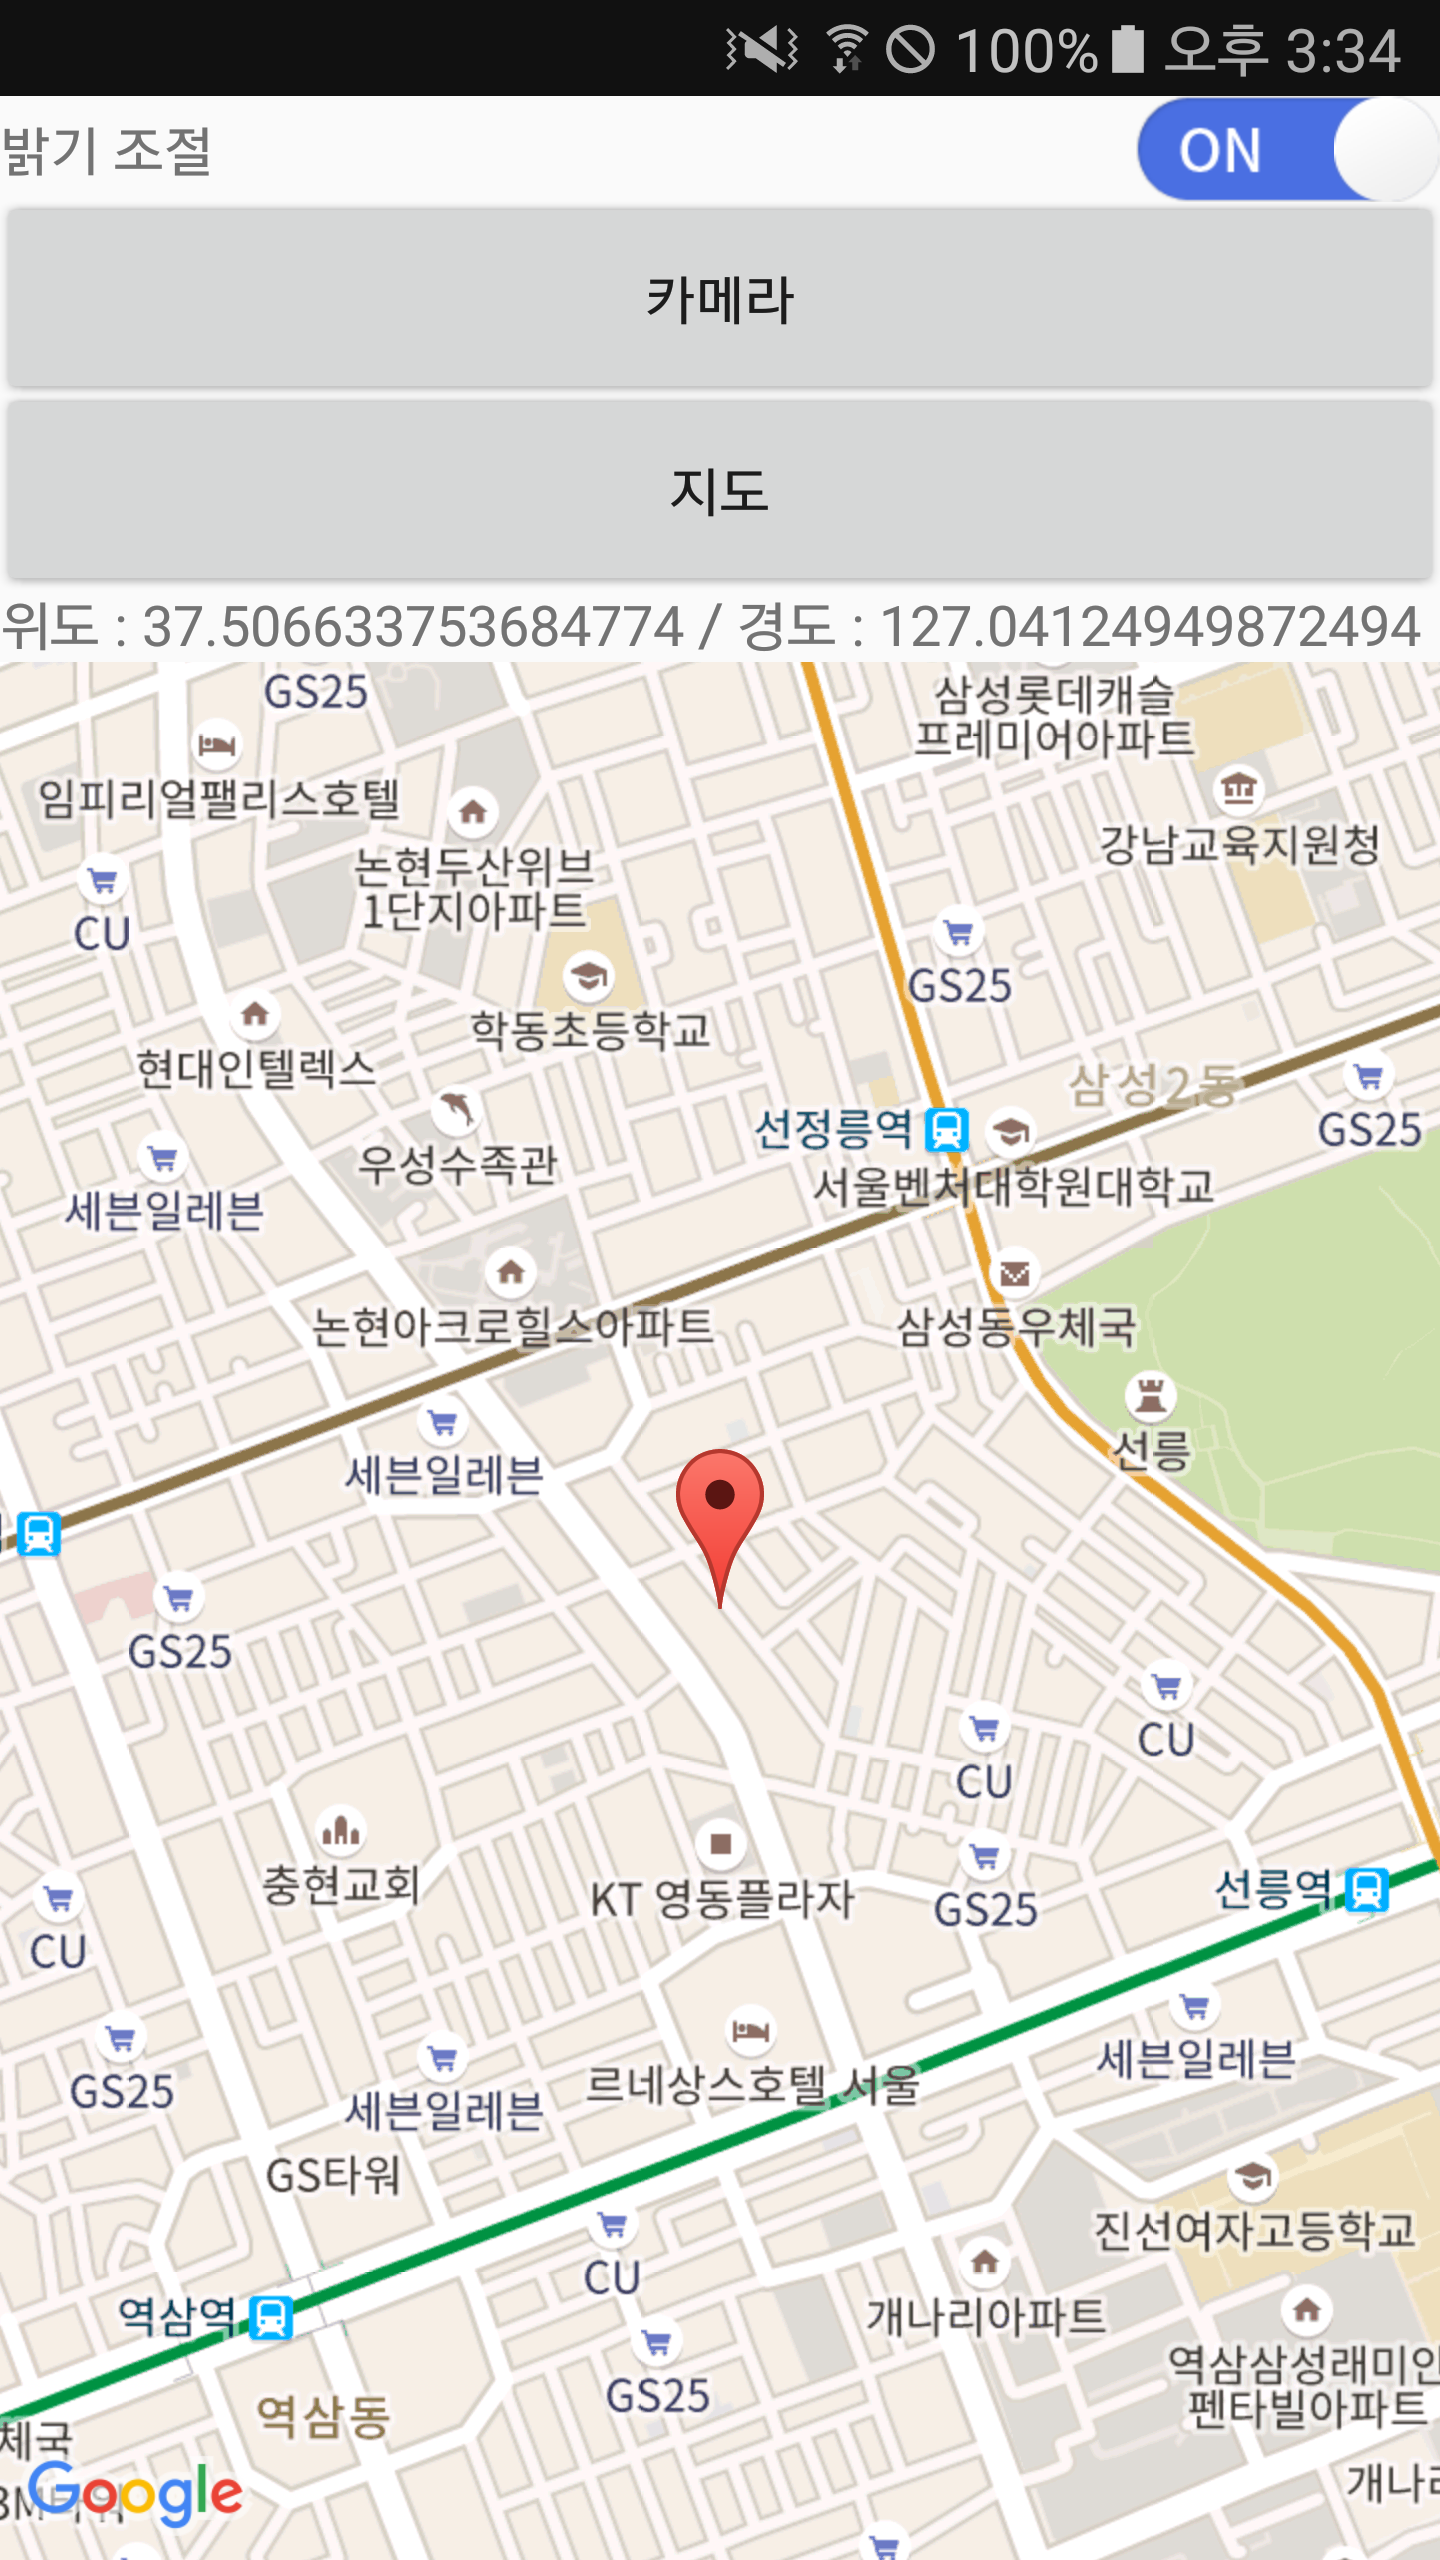 100% 오후 3:34
밝기 조절
ON
카메라
지도
위도 : 37.506633753684774 / 경도 : 127.04124949872494
GS25
삼성롯데캐슬
프레미어아파트
임피리얼팰리스호텔
강남교육지원청
논현두산위브
1단지아파트
CU
GS25
학동초등학교
현대인텔렉스
삼성2동
GS25
선정릉역
우성수족관
서울벤처대학원대학교
세븐일레븐
논현아크로힐스아파트
삼성동우체국
선릉
세븐일레븐
GS25
CU
CU
충현교회
KT 영동플라자
GS25
선릉역
CU
세븐일레븐
르네상스호텔 서울
GS25
세븐일레븐
GS타워
진선여자고등학교
CU
개나리아파트
역삼역
역삼삼성래미안
펜타빌아파트
GS25
역삼동
체국
개나리
Google